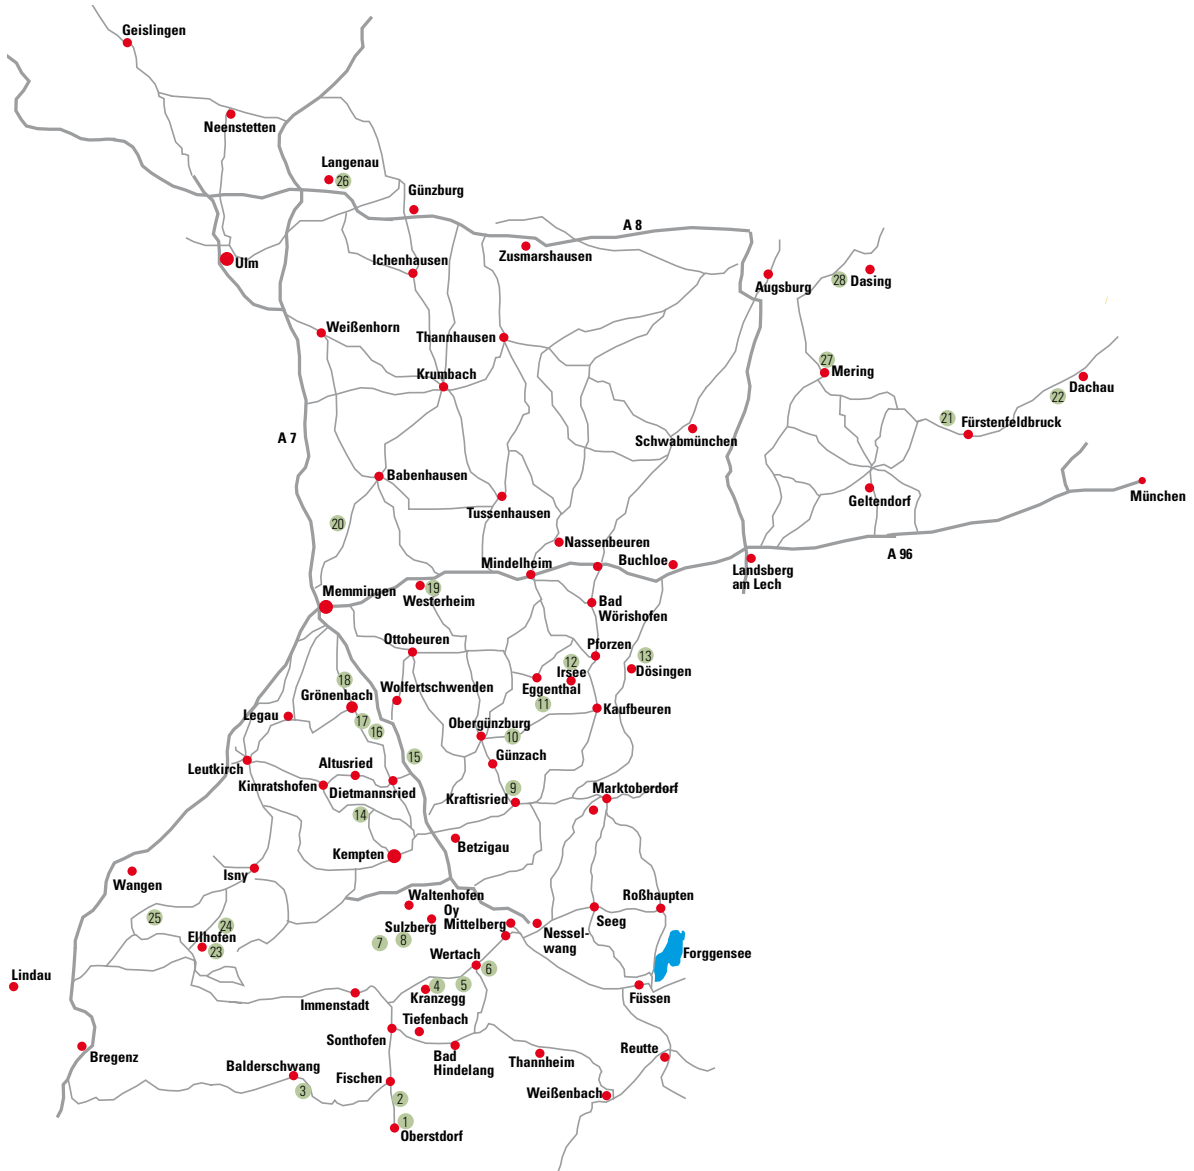 Geislingen
Neenstetten
Langenau
26
Günzburg
A 8
Zusmarshausen
Ichenhausen
Ulm
28
Dasing
Augsburg
Weißenhorn
Thannhausen
27
Mering
Krumbach
Dachau
22
21
Fürstenfeldbruck
A 7
Schwabmünchen
Babenhausen
Geltendorf
München
Tussenhausen
20
Nassenbeuren
A 96
Mindelheim
Buchloe
Landsberg
am Lech
Memmingen
19
Westerheim
Bad
Wörishofen
Ottobeuren
Pforzen
12
Irsee
13
Dösingen
18
Grönenbach
Wolfertschwenden
Eggenthal
11
Legau
17
16
Obergünzburg
10
Kaufbeuren
15
Günzach
Leutkirch
Altusried
Kimratshofen
Dietmannsried
9
Kraftisried
Marktoberdorf
14
Kempten
Betzigau
Isny
Wangen
Waltenhofen
Oy
Mittelberg
Roßhaupten
25
24
Ellhofen
23
Sulzberg
7
8
Seeg
Nessel-
wang
Wertach
6
Forggensee
Lindau
4
5
Kranzegg
Immenstadt
Füssen
Tiefenbach
Sonthofen
Bad
Hindelang
Thannheim
Reutte
Bregenz
Balderschwang
3
Fischen
Weißenbach
2
1
Oberstdorf